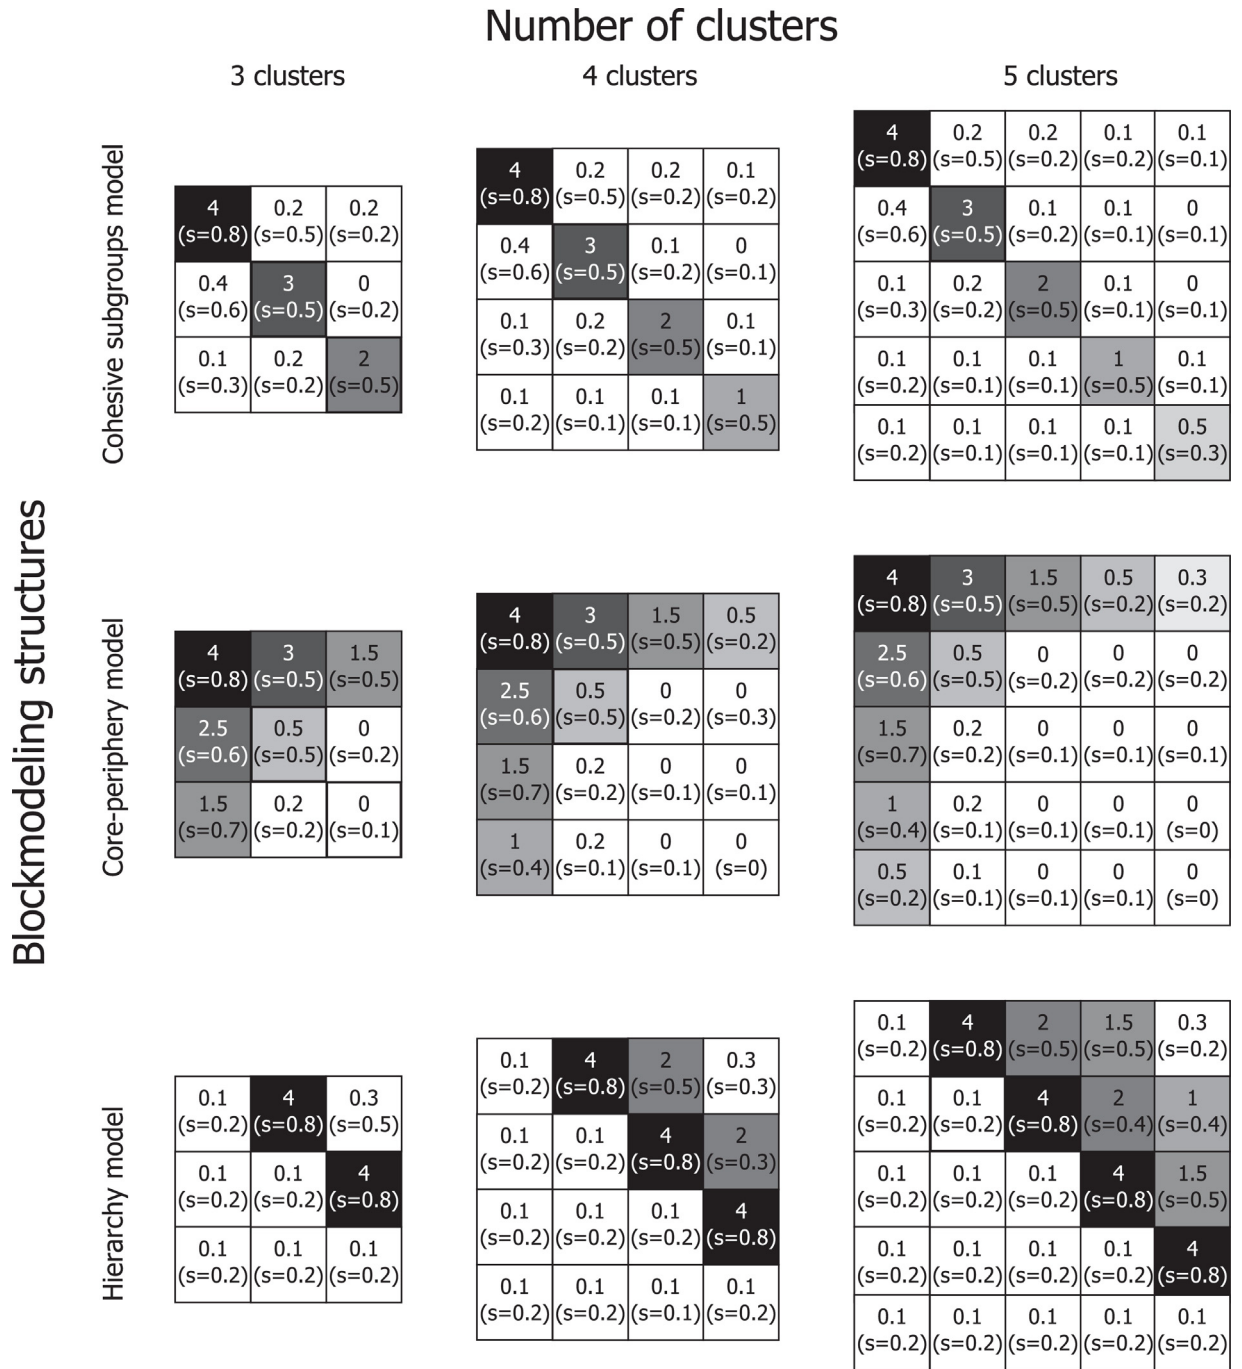 Number of clusters
3 clusters
4 clusters
5 clusters
Blockmodeling structures
Cohesive subgroups model
4 0.2 0.2
(s=0.8) (s=0.5) (s=0.2)
0.4 3 0
(s=0.6) (s=0.5) (s=0.2)
0.1 0.2 2
(s=0.3) (s=0.2) (s=0.5)
4 0.2 0.2 0.1
(s=0.8) (s=0.5) (s=0.2) (s=0.2)
0.4 3 0.1 0
(s=0.6) (s=0.5) (s=0.2) (s=0.1)
0.1 0.2 2 0.1
(s=0.3) (s=0.2) (s=0.5) (s=0.1)
0.1 0.1 0.1 1
(s=0.2) (s=0.1) (s=0.1) (s=0.5)
4 0.2 0.2 0.1 0.1
(s=0.8) (s=0.5) (s=0.2) (s=0.2) (s=0.1)
0.4 3 0.1 0.1 0
(s=0.6) (s=0.5) (s=0.2) (s=0.1) (s=0.1)
0.1 0.2 2 0.1 0
(s=0.3) (s=0.2) (s=0.5) (s=0.1) (s=0.1)
0.1 0.1 0.1 1 0.1
(s=0.2) (s=0.1) (s=0.1) (s=0.5) (s=0.1)
0.1 0.1 0.1 0.1 0.5
(s=0.2) (s=0.1) (s=0.1) (s=0.1) (s=0.3)
Core-periphery model
4 3 1.5
(s=0.8) (s=0.5) (s=0.5)
2.5 0.5 0
(s=0.6) (s=0.5) (s=0.2)
1.5 0.2 0
(s=0.7) (s=0.2) (s=0.1)
4 3 1.5 0.5
(s=0.8) (s=0.5) (s=0.5) (s=0.2)
2.5 0.5 0 0
(s=0.6) (s=0.5) (s=0.2) (s=0.3)
1.5 0.2 0 0
(s=0.7) (s=0.2) (s=0.1) (s=0.1)
1 0.2 0 0
(s=0.4) (s=0.1) (s=0.1) (s=0)
4 3 1.5 0.5 0.3
(s=0.8) (s=0.5) (s=0.5) (s=0.2) (s=0.2)
2.5 0.5 0 0 0
(s=0.6) (s=0.5) (s=0.2) (s=0.2) (s=0.2)
1.5 0.2 0 0 0
(s=0.7) (s=0.2) (s=0.1) (s=0.1) (s=0.1)
1 0.2 0 0 0
(s=0.4) (s=0.1) (s=0.1) (s=0.1) (s=0)
0.5 0.1 0 0 0
(s=0.2) (s=0.1) (s=0.1) (s=0.1) (s=0)
Hierarchy model
0.1 4 0.3
(s=0.2) (s=0.8) (s=0.5)
0.1 0.1 4
(s=0.2) (s=0.2) (s=0.8)
0.1 0.1 0.1
(s=0.2) (s=0.2) (s=0.2)
0.1 4 2 0.3
(s=0.2) (s=0.8) (s=0.5) (s=0.3)
0.1 0.1 4 2
(s=0.2) (s=0.2) (s=0.8) (s=0.3)
0.1 0.1 0.1 4
(s=0.2) (s=0.2) (s=0.2) (s=0.8)
0.1 0.1 0.1 0.1
(s=0.2) (s=0.2) (s=0.1) (s=0.2)
0.1 4 2 1.5 0.3
(s=0.2) (s=0.8) (s=0.5) (s=0.5) (s=0.2)
0.1 0.1 4 2 1
(s=0.2) (s=0.2) (s=0.8) (s=0.4) (s=0.4)
0.1 0.1 0.1 4 1.5
(s=0.2) (s=0.2) (s=0.2) (s=0.8) (s=0.5)
0.1 0.1 0.1 0.1 4
(s=0.2) (s=0.2) (s=0.2) (s=0.2) (s=0.8)
0.1 0.1 0.1 0.1 0.1
(s=0.2) (s=0.2) (s=0.2) (s=0.2) (s=0.2)